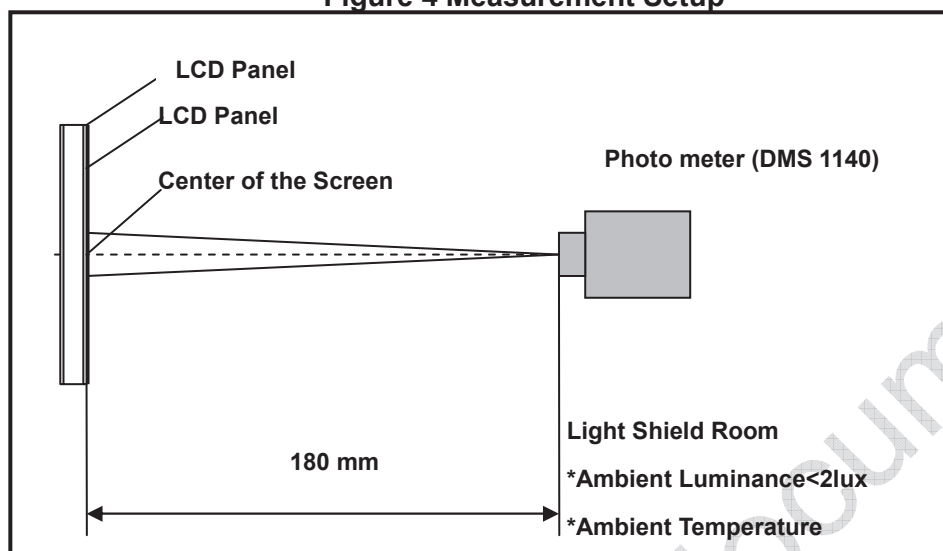 Figure 4 Measurement Setup
LCD Panel
LCD Panel
Photo meter (DMS 1140)
Center of the Screen
Light Shield Room
180 mm
*Ambient Luminance<2lux
*Ambient Temperature